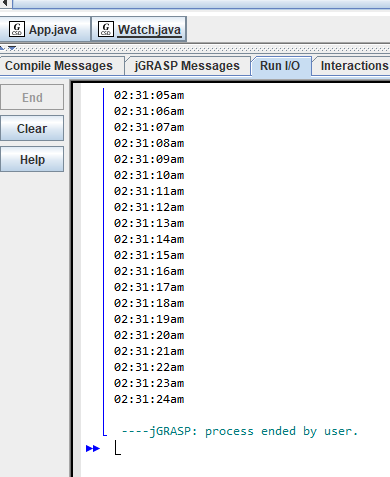 App.java Watch.java
Compile Messages jGRASP Messages Run I/O Interactions
End
Clear
Help
02:31:05am
02:31:06am
02:31:07am
02:31:08am
02:31:09am
02:31:10am
02:31:11am
02:31:12am
02:31:13am
02:31:14am
02:31:15am
02:31:16am
02:31:17am
02:31:18am
02:31:19am
02:31:20am
02:31:21am
02:31:22am
02:31:23am
02:31:24am
----jGRASP: process ended by user.